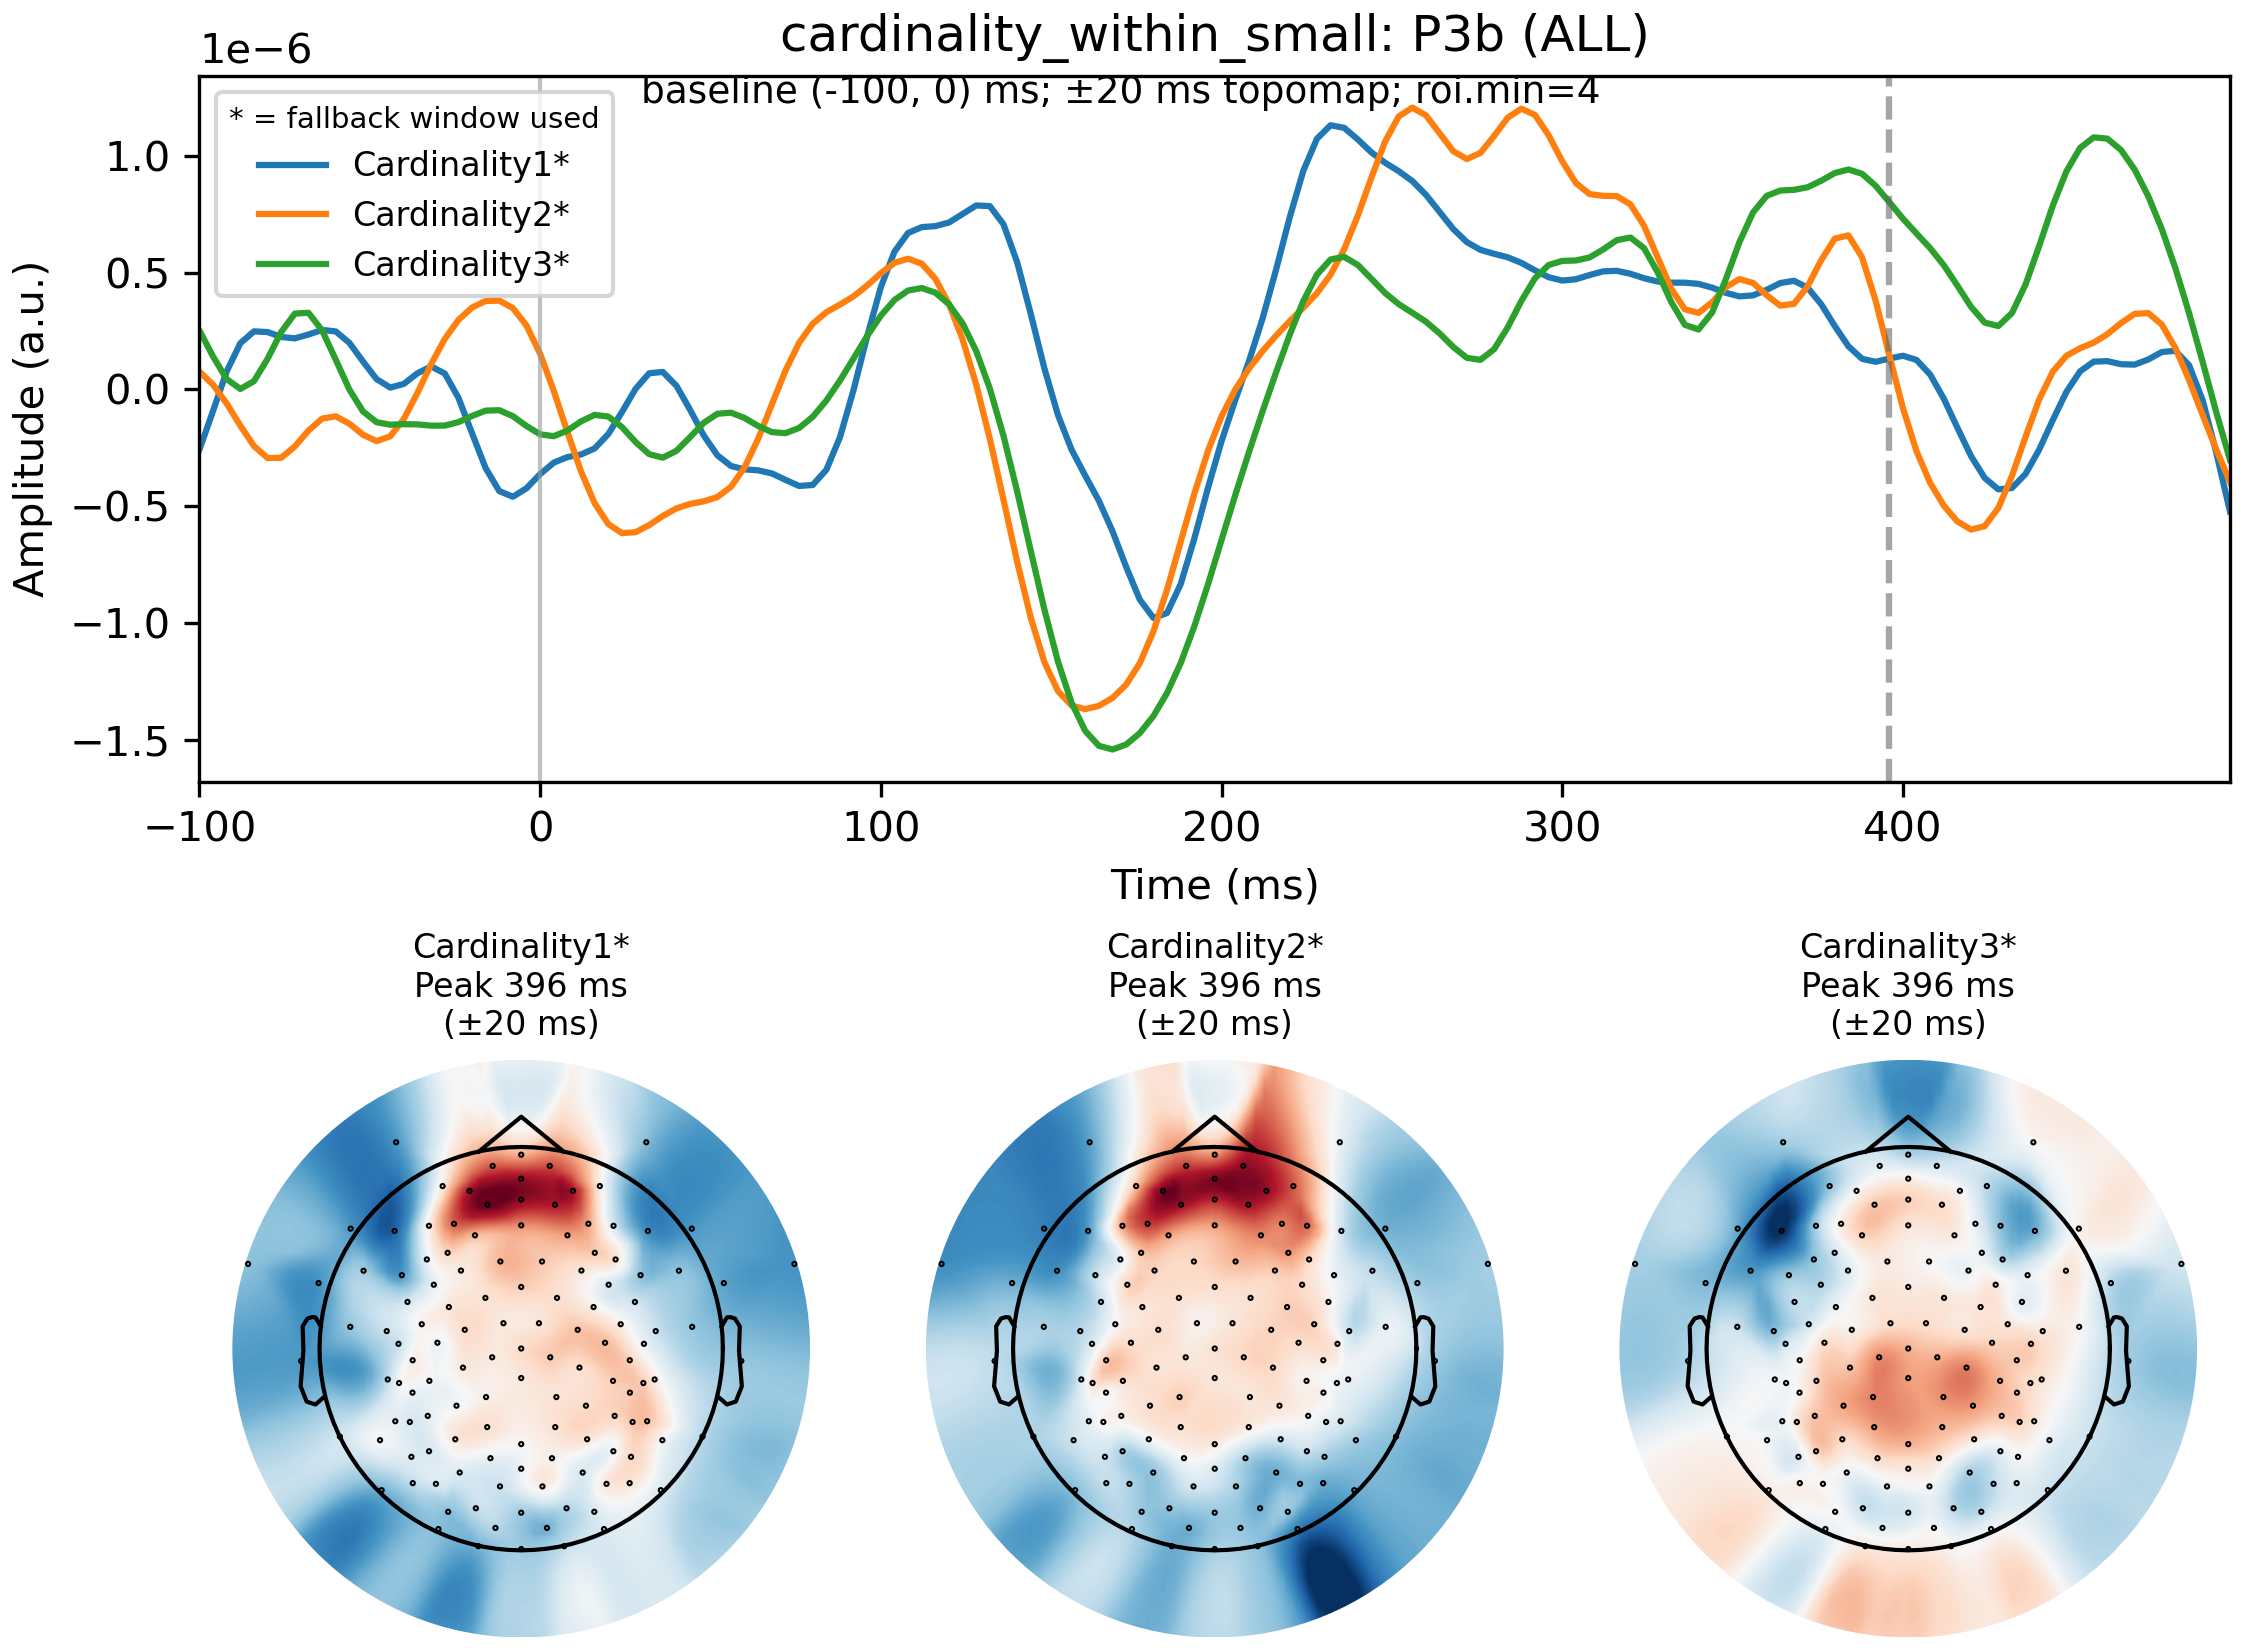 cardinality_within_small: P3b (ALL)
1e−6
baseline (-100, 0) ms; ±20 ms topomap; roi.min=4
* = fallback window used
Cardinality1*
Cardinality2*
Cardinality3*
Amplitude (a.u.)
1.0
0.5
0.0
−0.5
−1.0
−1.5
−100
0
100
200
300
400
Time (ms)
Cardinality1*
Peak 396 ms
(±20 ms)
Cardinality2*
Peak 396 ms
(±20 ms)
Cardinality3*
Peak 396 ms
(±20 ms)